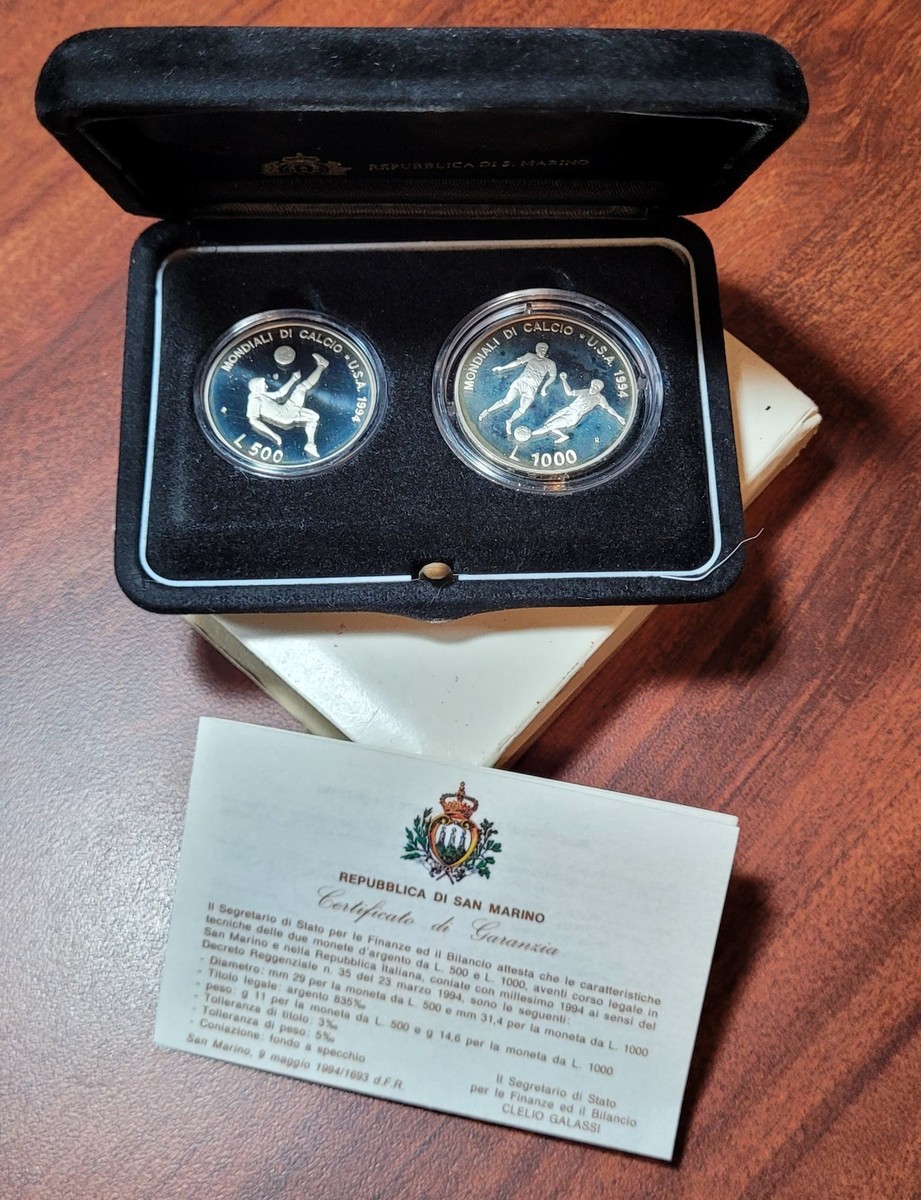 REPUBBLICA DI S. MARINO
MONDIALI DI CALCIO • U.S.A. 1994
L 500
MONDIALI DI CALCIO • U.S.A. 1994
R
L 1000
REPUBBLICA DI SAN MARINO
Certificato di Garanzia
Il Segretario di Stato per le Finanze ed il Bilancio attesta che le caratteristiche
tecniche delle due monete d'argento da L. 500 e L. 1000, aventi corso legale in
San Marino e nella Repubblica Italiana, coniate con millesimo 1994 ai sensi del
Decreto Reggenziale n. 35 del 23 marzo 1994, sono le seguenti:
- Diametro: mm 29 per la moneta da L. 500 e mm 31,4 per la moneta da L. 1000
- Titolo legale: argento 835‰
- peso: g 11 per la moneta da L. 500 e g 14,6 per la moneta da L. 1000
- Tolleranza di titolo: 3‰
- Tolleranza di peso: 5‰
- Coniazione: fondo a specchio
San Marino, 9 maggio 1994/1693 d.F.R.
Il Segretario di Stato
per le Finanze ed il Bilancio
CLELIO GALASSI